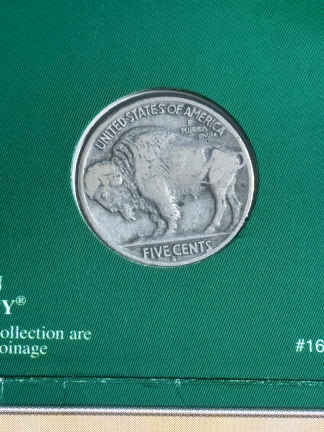 UNITED STATES OF AMERICA
E
PLURIBUS
UNUM
FIVE CENTS
Y®
ollection are
oinage
#16